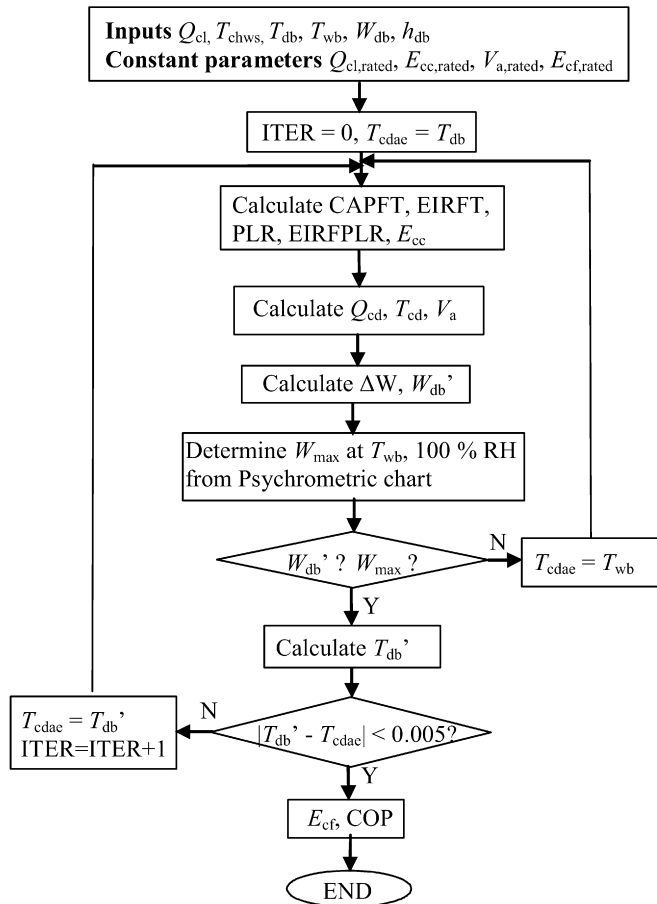 Inputs Qcl, Tchws, Tdb, Twb, Wdb, hdb
Constant parameters Qcl,rated, Ecc,rated, Va,rated, Ecf,rated
ITER = 0, Tcdae = Tdb
Calculate CAPFT, EIRFT,
PLR, EIRFPLR, Ecc
Calculate Qcd, Tcd, Va
Calculate ΔW, Wdb’
Determine Wmax at Twb, 100 % RH
from Psychrometric chart
Wdb’ ? Wmax ?
N
Tcdae = Twb
Y
Calculate Tdb’
|Tdb’ - Tcdae| < 0.005?
N
Tcdae = Tdb’
ITER=ITER+1
Y
Ecf, COP
END